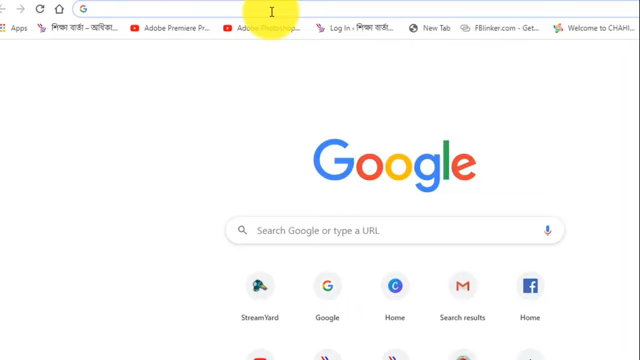 Apps শিক্ষা বার্তা – অধিকা... Adobe Premiere Pr... Adobe Photoshop... Log In ‹ শিক্ষা বার্তা... New Tab FBlinker.com - Get... Welcome to CHAHI...
Google
Search Google or type a URL
StreamYard Google Home Search results Home